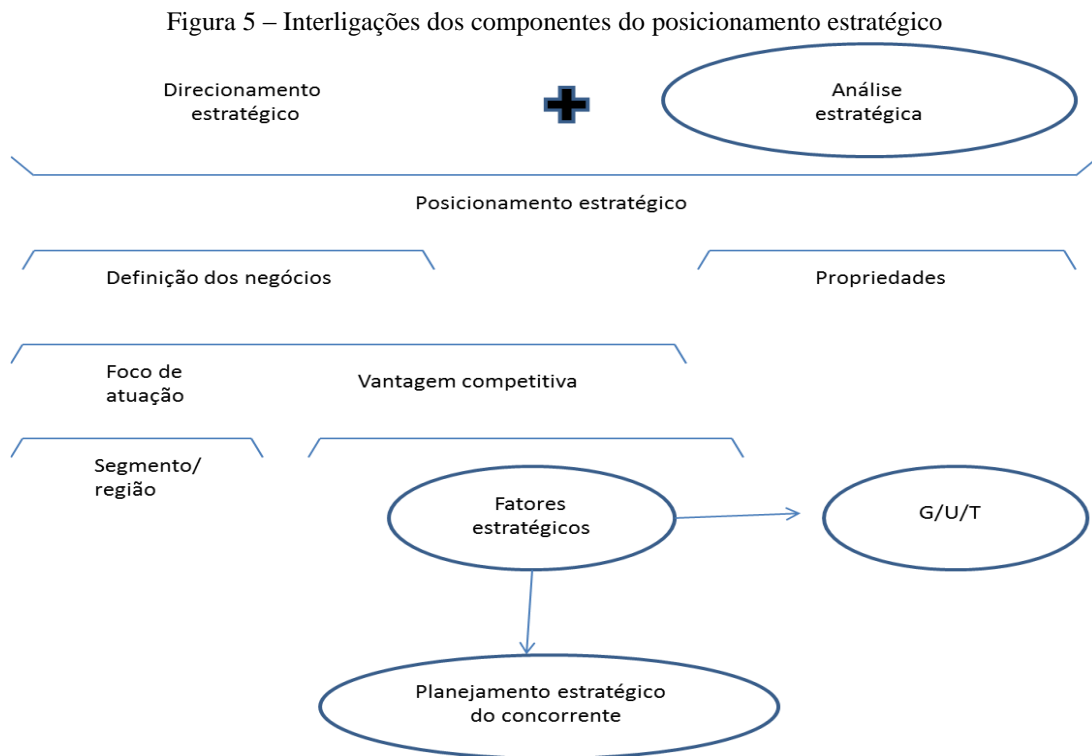 Figura 5 – Interligações dos componentes do posicionamento estratégico
Direcionamento
estratégico
Análise
estratégica
Posicionamento estratégico
Definição dos negócios
Propriedades
Foco de
atuação
Vantagem competitiva
Segmento/
região
Fatores
estratégicos
G/U/T
Planejamento estratégico
do concorrente